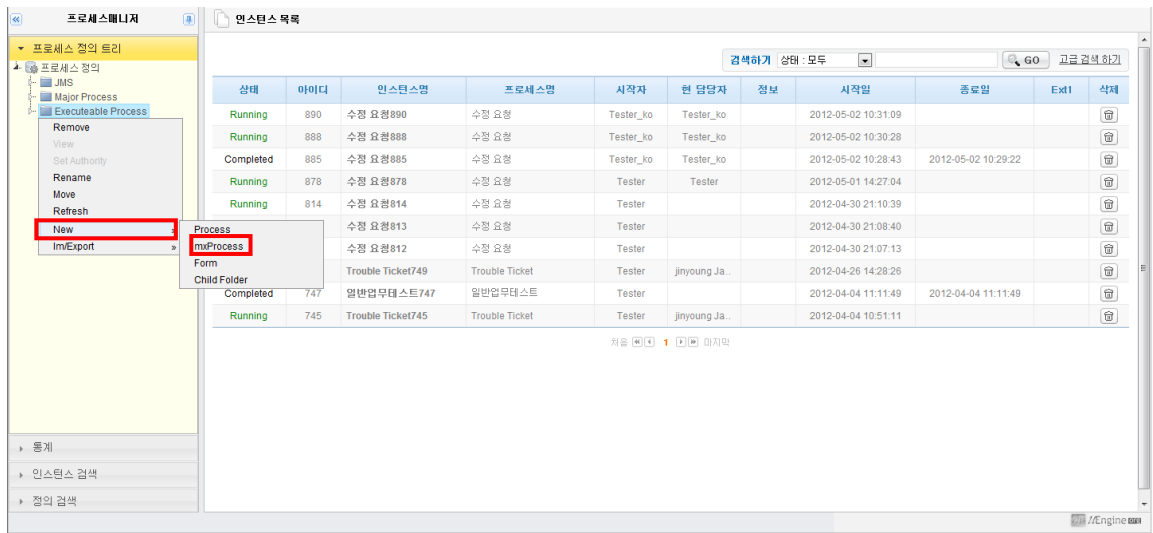 프로세스매니저
인스턴스 목록
프로세스 정의 트리
프로세스 정의
JMS
Major Process
Executeable Process
Remove
View
Set Authority
Rename
Move
Refresh
New »
Im/Export »
Process
mxProcess
Form
Child Folder
통계
인스턴스 검색
정의 검색
검색하기 상태 : 모두 GO 고급 검색 하기
상태 아이디 인스턴스명 프로세스명 시작자 현 담당자 정보 시작일 종료일 Ext1 삭제
Running 890 수정 요청890 수정 요청 Tester_ko Tester_ko 2012-05-02 10:31:09
Running 888 수정 요청888 수정 요청 Tester_ko Tester_ko 2012-05-02 10:30:28
Completed 885 수정 요청885 수정 요청 Tester_ko Tester_ko 2012-05-02 10:28:43 2012-05-02 10:29:22
Running 878 수정 요청878 수정 요청 Tester Tester 2012-05-01 14:27:04
Running 814 수정 요청814 수정 요청 Tester 2012-04-30 21:10:39
수정 요청813 수정 요청 Tester 2012-04-30 21:08:40
수정 요청812 수정 요청 Tester 2012-04-30 21:07:13
Trouble Ticket749 Trouble Ticket Tester jinyoung Ja.. 2012-04-26 14:28:26
Completed 747 일반업무테스트747 일반업무테스트 Tester 2012-04-04 11:11:49 2012-04-04 11:11:49
Running 745 Trouble Ticket745 Trouble Ticket Tester jinyoung Ja.. 2012-04-04 10:51:11
처음 1 마지막